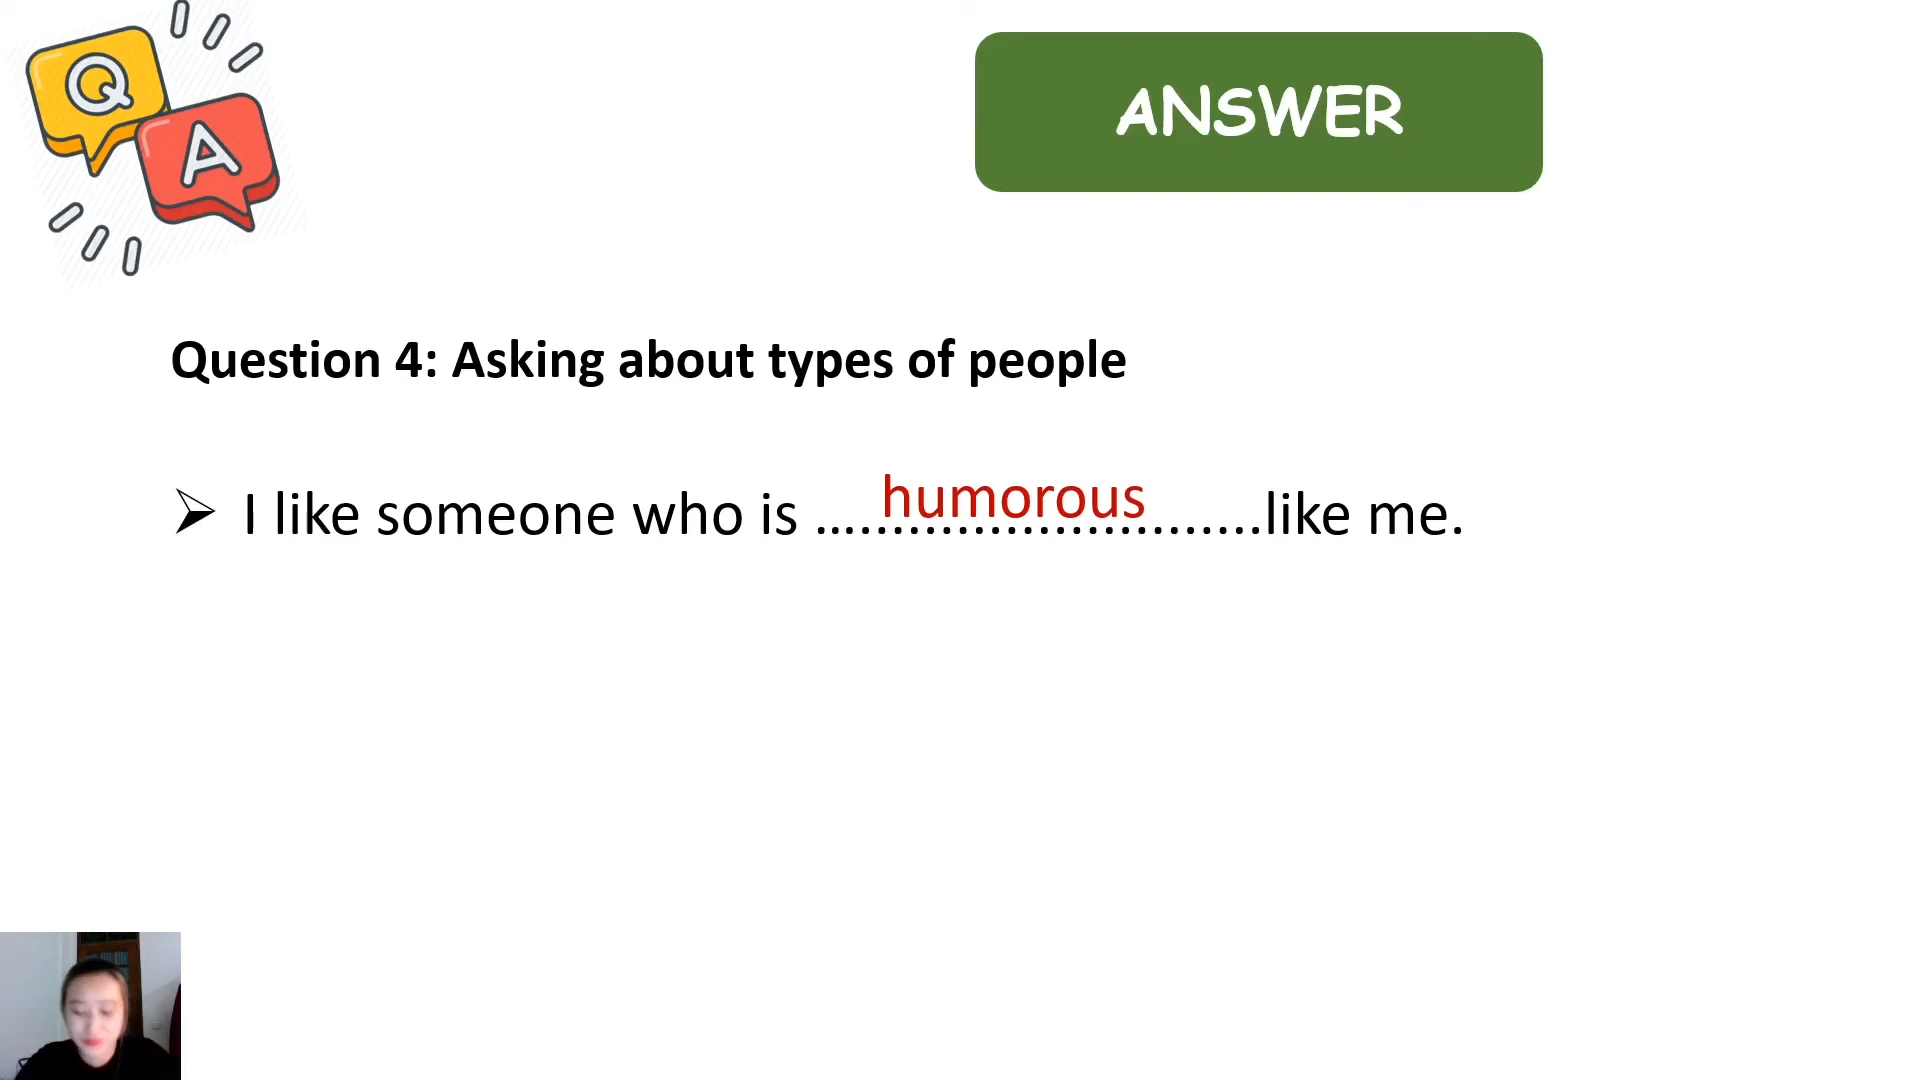 Q
A
ANSWER
Question 4: Asking about types of people
➢ I like someone who is ….humorous……………………..like me.